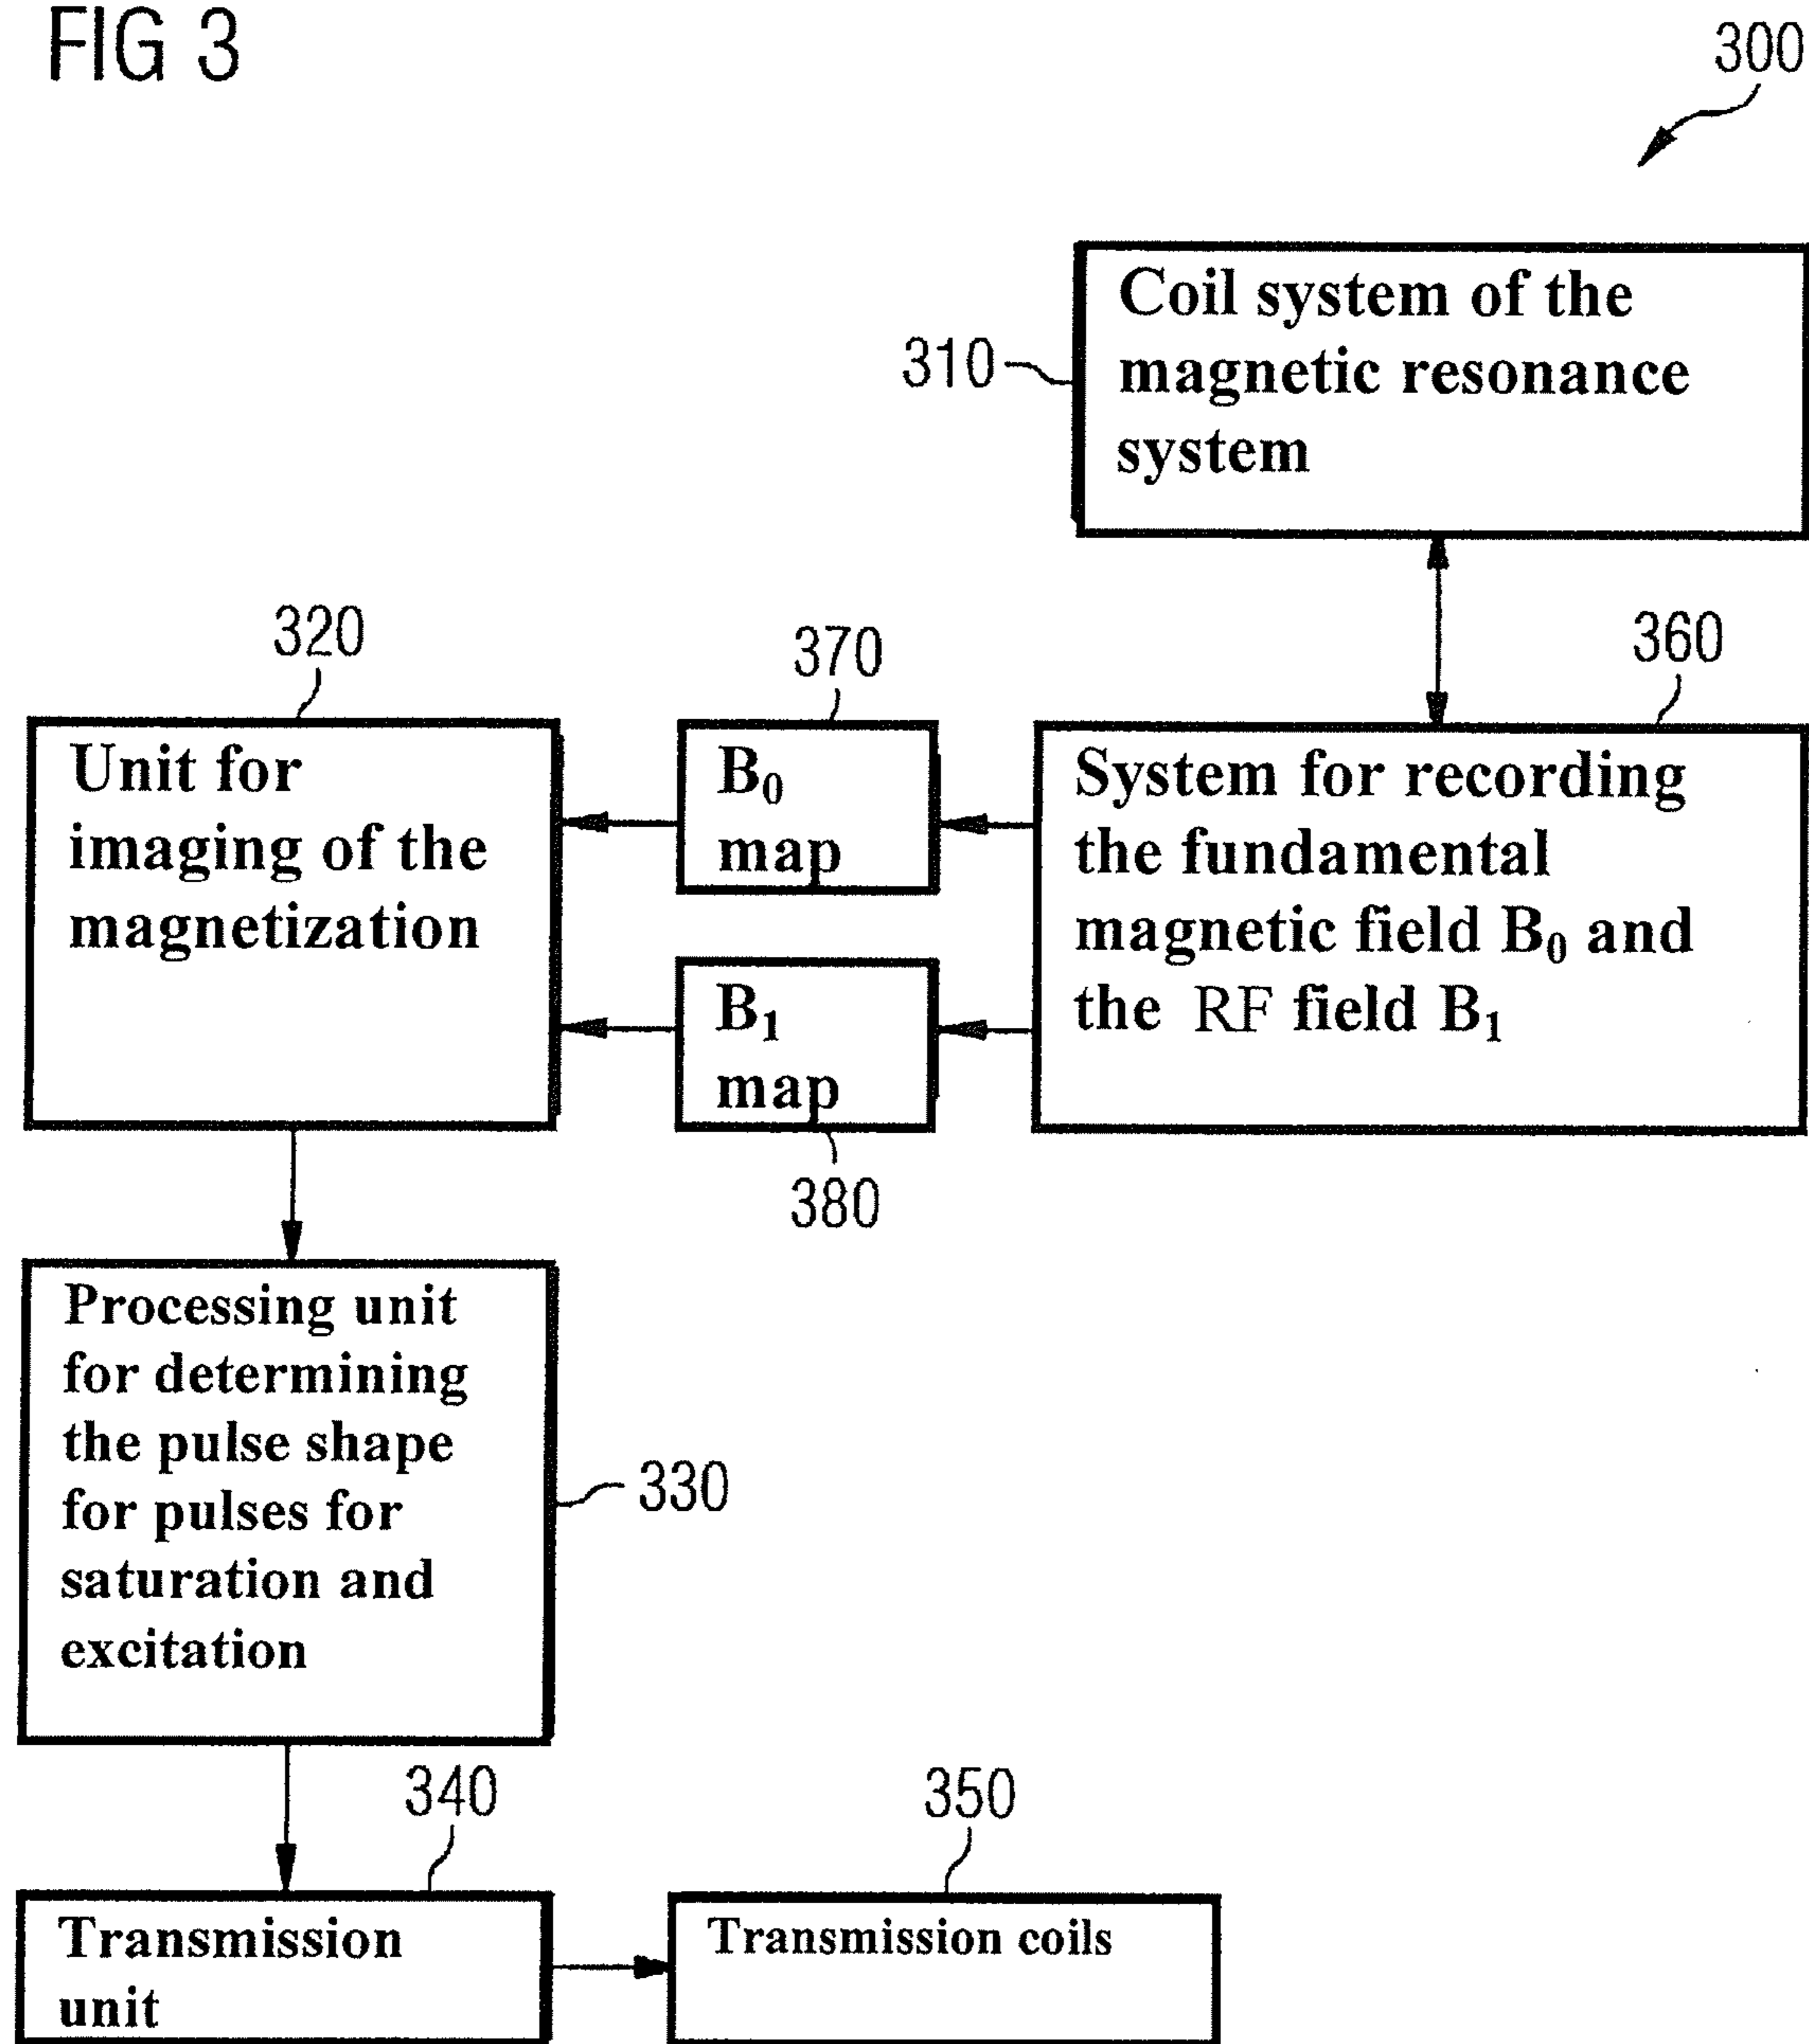 FIG 3
300
310
Coil system of the
magnetic resonance
system
320
370
360
Unit for
imaging of the
magnetization
B₀
map
B₁
map
380
System for recording
the fundamental
magnetic field B₀ and
the RF field B₁
Processing unit
for determining
the pulse shape
for pulses for
saturation and
excitation
330
340
350
Transmission
unit
Transmission coils